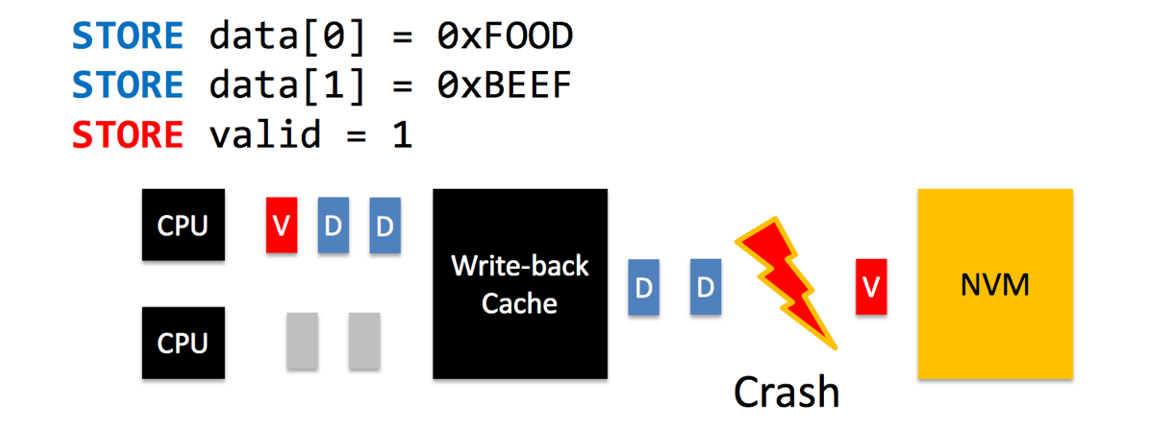 STORE data[0] = 0xFOOD
STORE data[1] = 0xBEEF
STORE valid = 1
CPU V D D
Write-back
Cache
D D V
NVM
CPU
Crash